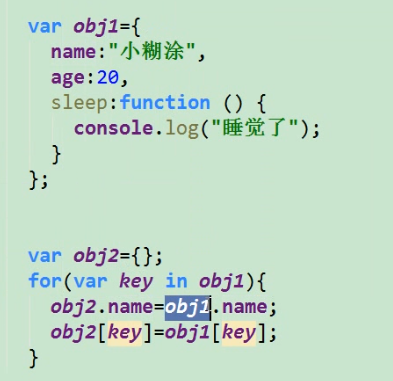 var obj1={
name:"小糊涂",
age:20,
sleep:function () {
console.log("睡觉了");
}
};
var obj2={};
for(var key in obj1){
obj2.name=obj1.name;
obj2[key]=obj1[key];
}